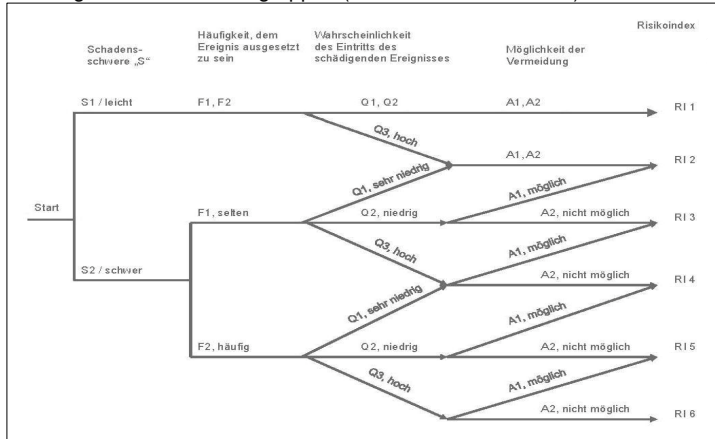 Risikoindex
Schadens-
schwere „S“
Häufigkeit, dem
Ereignis ausgesetzt
zu sein
Wahrscheinlichkeit
des Eintritts des
schädigenden Ereignisses
Möglichkeit der
Vermeidung
S1 / leicht
F1, F2
Q1, Q2
A1, A2
RI 1
Q3, hoch
A1, A2
RI 2
Q1, sehr niedrig
A1, möglich
Start
F1, selten
Q2, niedrig
A2, nicht möglich
RI 3
Q3, hoch
A1, möglich
S2 / schwer
A2, nicht möglich
RI 4
Q1, sehr niedrig
A1, möglich
F2, häufig
Q2, niedrig
A2, nicht möglich
RI 5
Q3, hoch
A1, möglich
A2, nicht möglich
RI 6